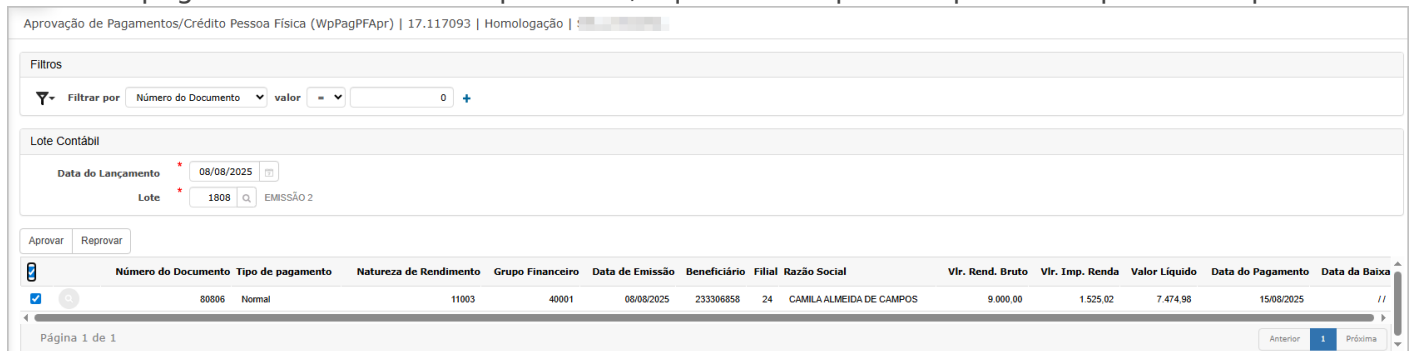 Aprovação de Pagamentos/Crédito Pessoa Física (WpPagPFApr) | 17.117093 | Homologação |
Filtros
Filtrar por Número do Documento valor = 0 +
Lote Contábil
Data do Lançamento * 08/08/2025
Lote * 1808 EMISSÃO 2
Aprovar Reprovar
Número do Documento Tipo de pagamento Natureza de Rendimento Grupo Financeiro Data de Emissão Beneficiário Filial Razão Social Vlr. Rend. Bruto Vlr. Imp. Renda Valor Líquido Data do Pagamento Data da Baixa
80806 Normal 11003 40001 08/08/2025 233306858 24 CAMILA ALMEIDA DE CAMPOS 9.000,00 1.525,02 7.474,98 15/08/2025 / /
Página 1 de 1 Anterior 1 Próxima